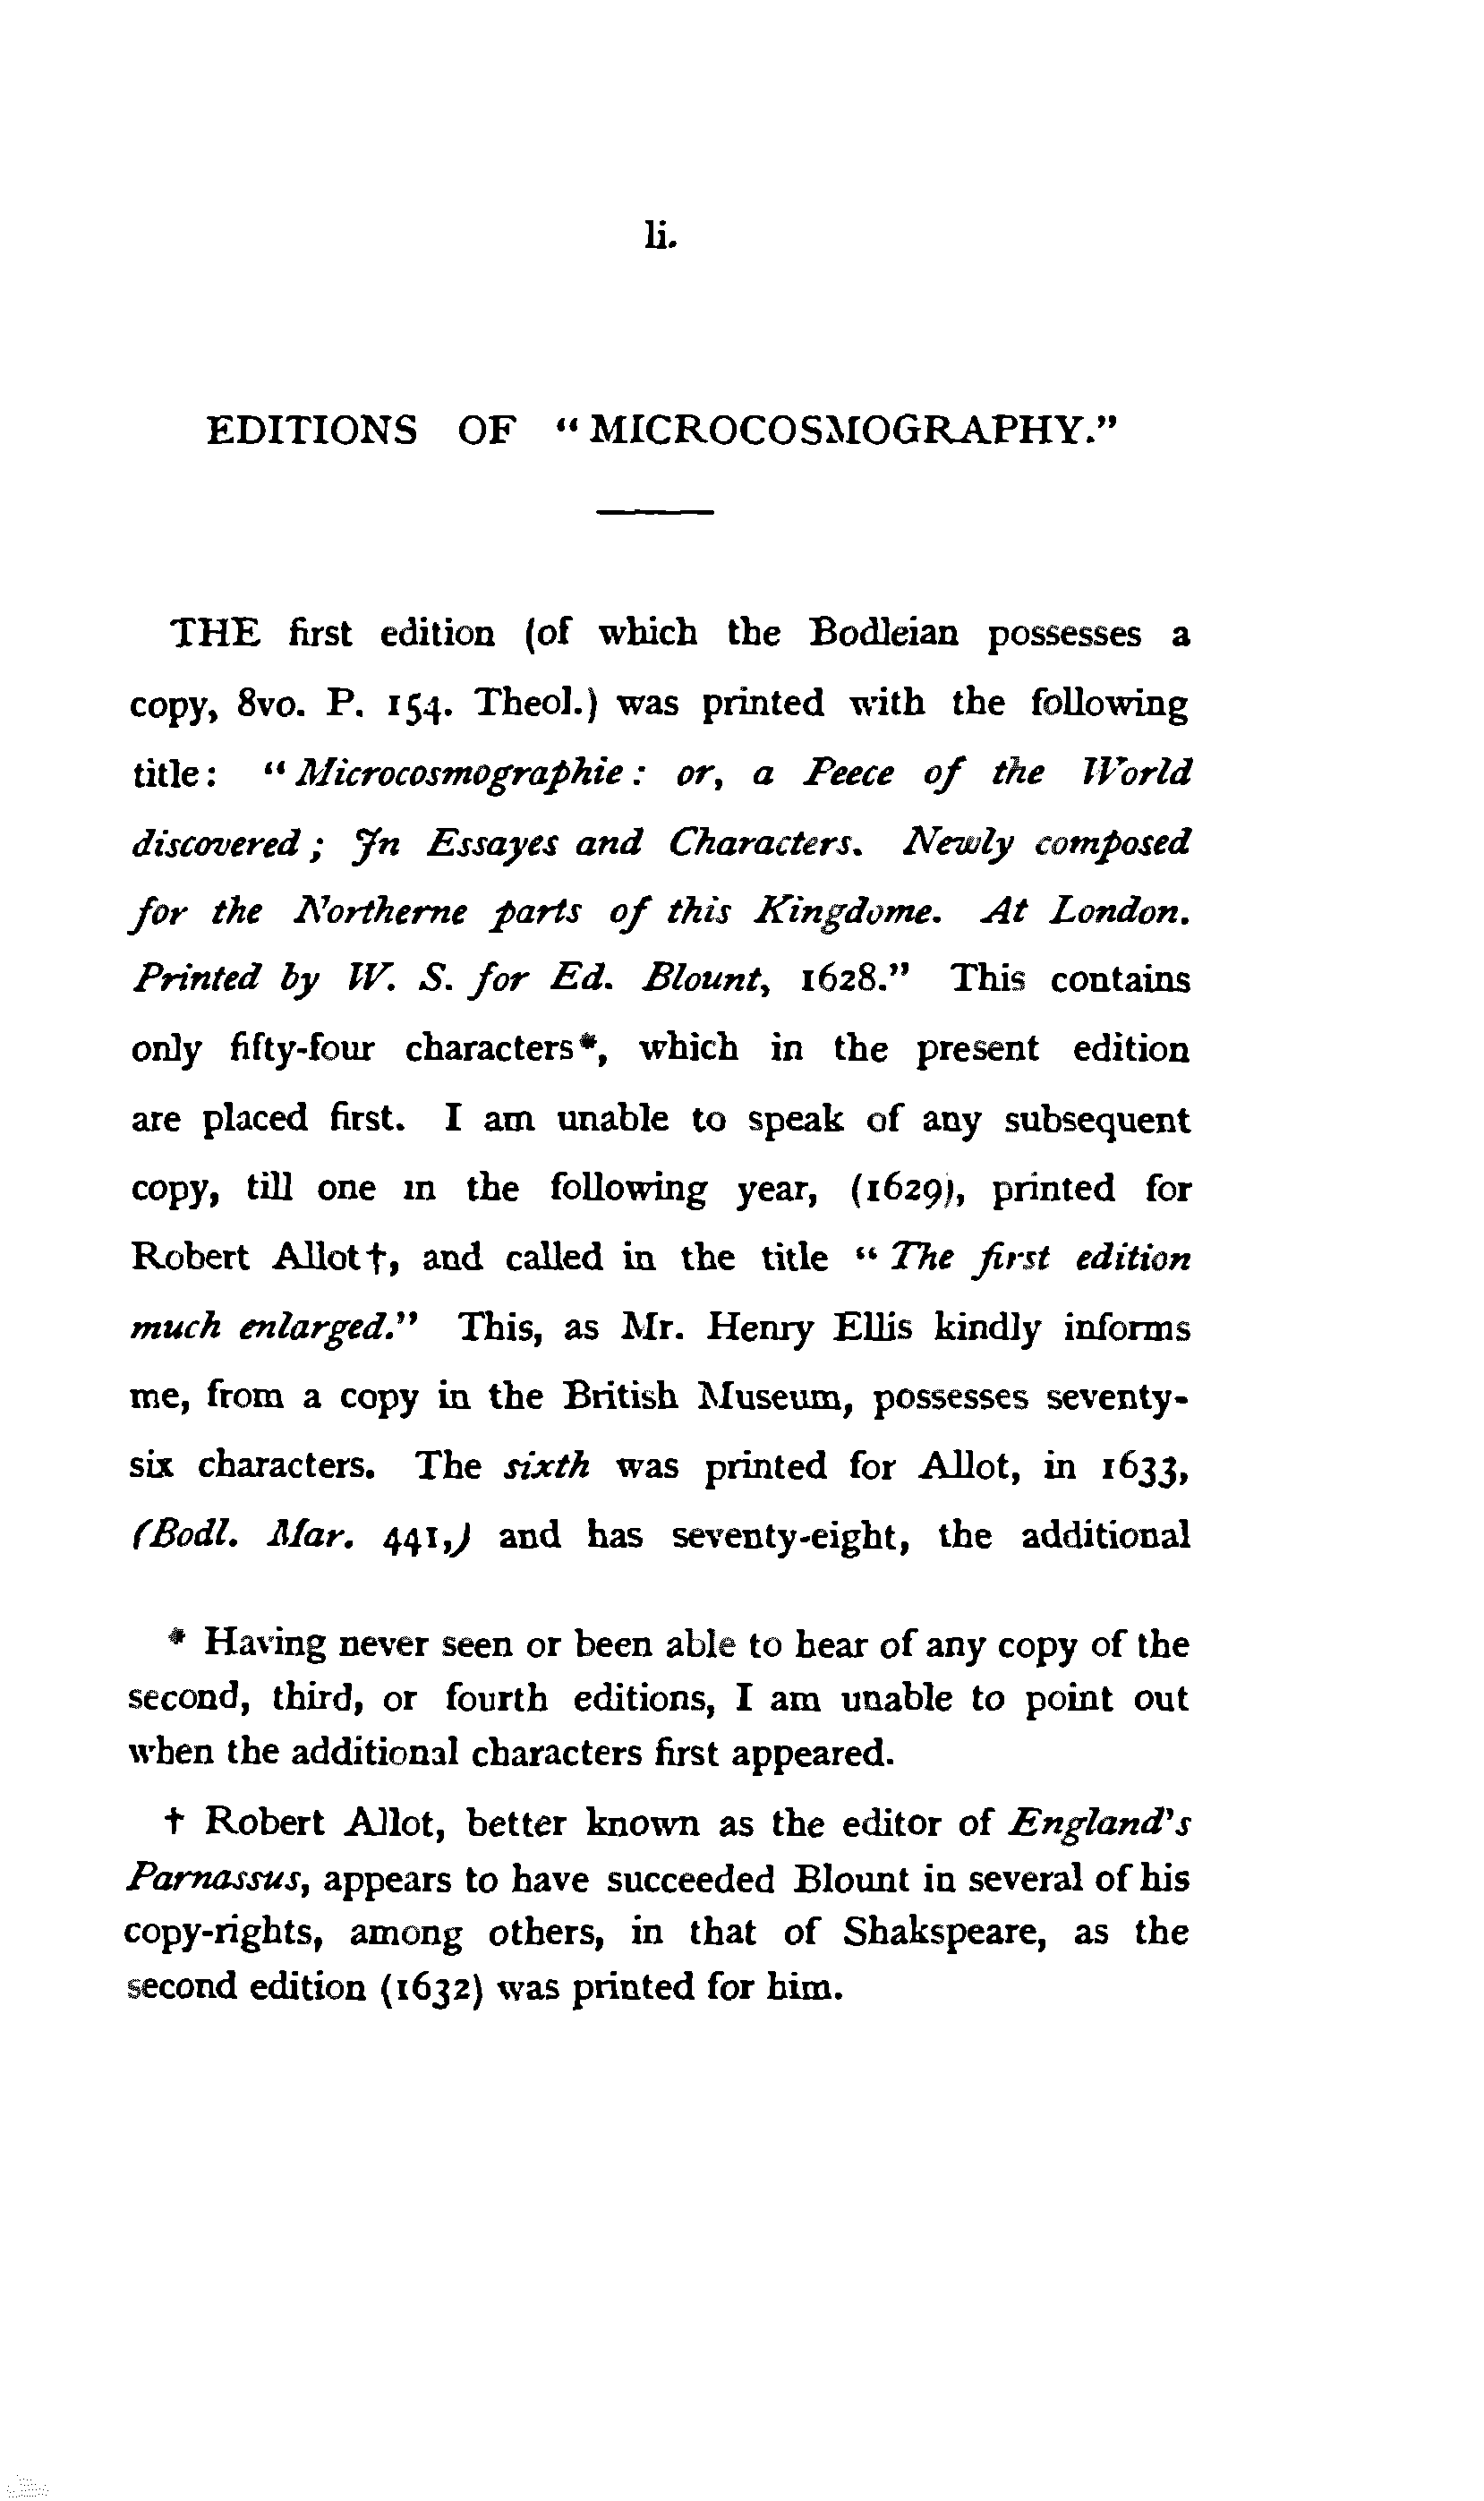 li.
EDITIONS OF “MICROCOSMOGRAPHY.”
THE first edition (of which the Bodleian possesses a
copy, 8vo. P. 154. Theol.) was printed with the following
title: “Microcosmographie: or, a Peece of the World
discovered; Jn Essayes and Characters. Newly composed
for the Northerne parts of this Kingdome. At London.
Printed by W. S. for Ed. Blount, 1628.” This contains
only fifty-four characters*, which in the present edition
are placed first. I am unable to speak of any subsequent
copy, till one in the following year, (1629), printed for
Robert Allot†, and called in the title “The first edition
much enlarged.” This, as Mr. Henry Ellis kindly informs
me, from a copy in the British Museum, possesses seventy-
six characters. The sixth was printed for Allot, in 1633,
(Bodl. Mar. 441,) and has seventy-eight, the additional
* Having never seen or been able to hear of any copy of the
second, third, or fourth editions, I am unable to point out
when the additional characters first appeared.
† Robert Allot, better known as the editor of England's
Parnassus, appears to have succeeded Blount in several of his
copy-rights, among others, in that of Shakspeare, as the
second edition (1632) was printed for him.